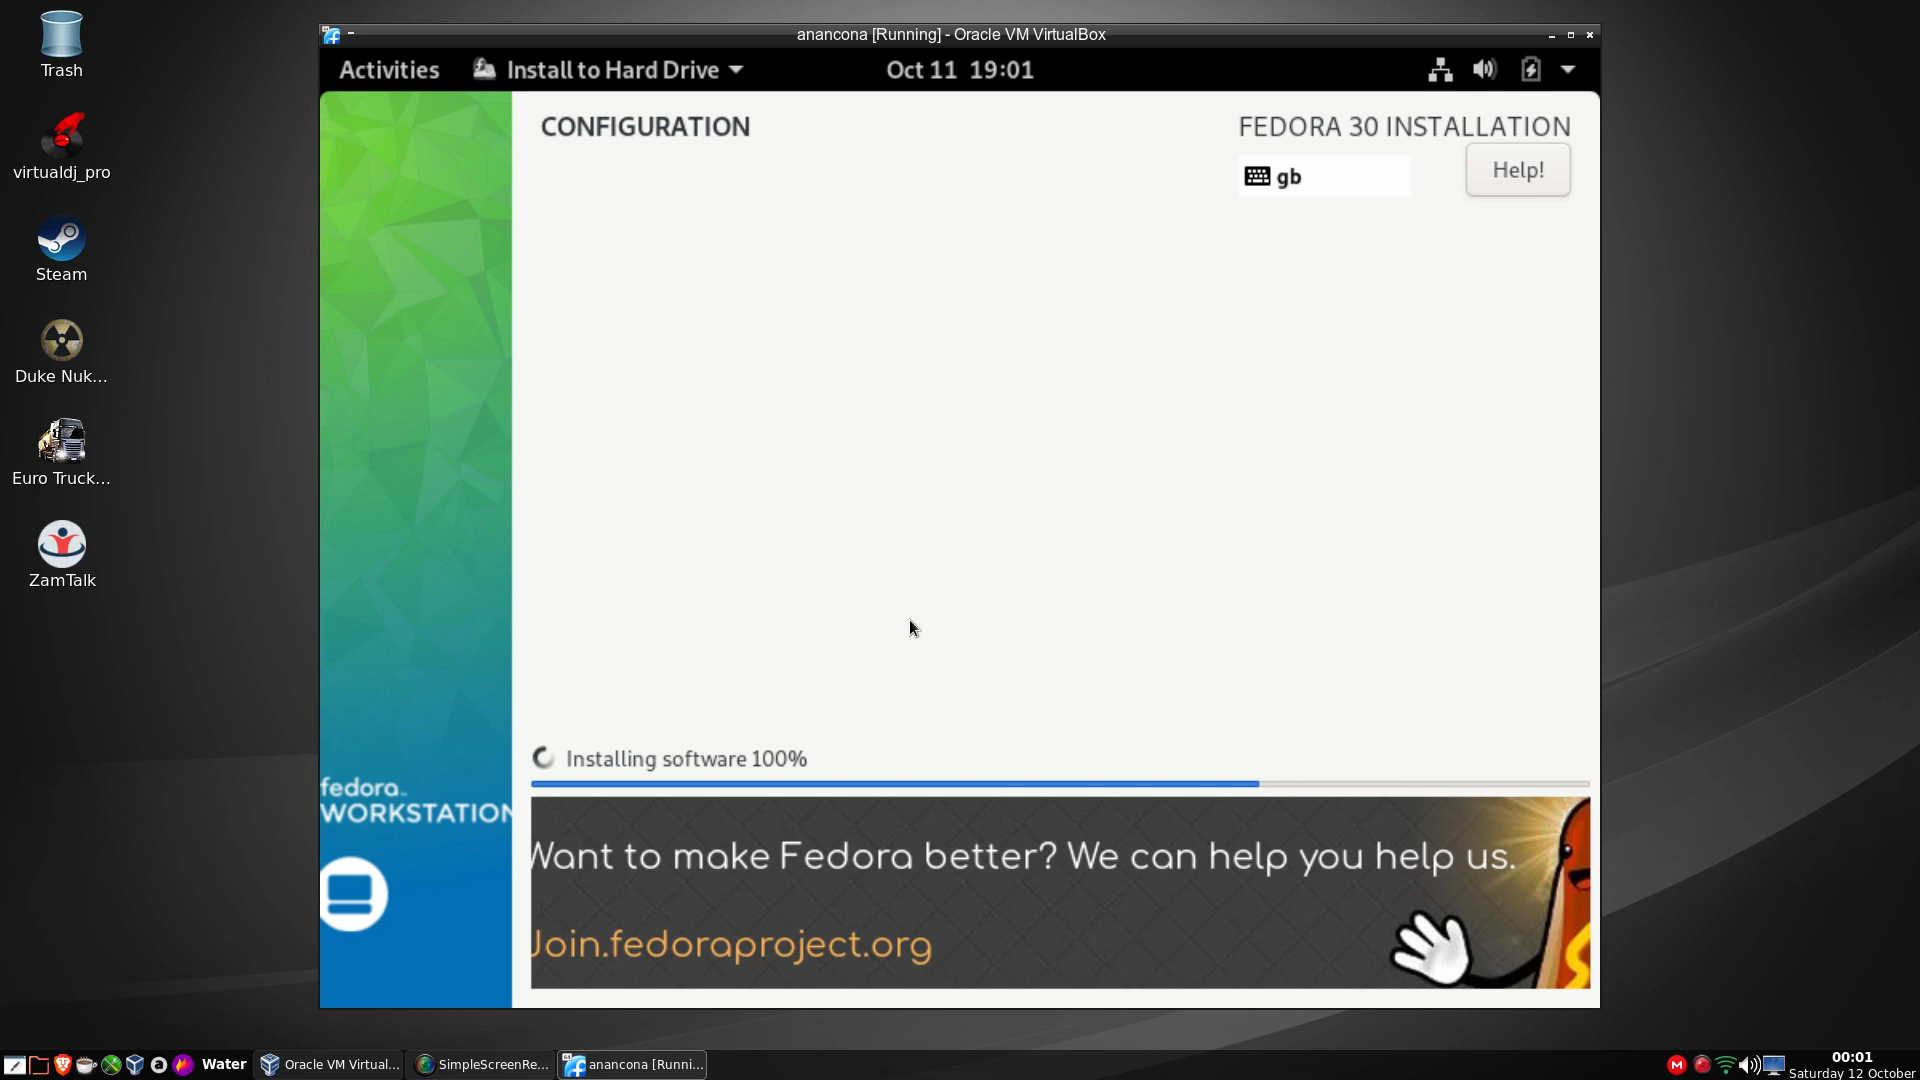 Trash
virtualdj_pro
Steam
Duke Nuk...
Euro Truck...
ZamTalk
anancona [Running] - Oracle VM VirtualBox
Activities
Install to Hard Drive
Oct 11 19:01
CONFIGURATION
FEDORA 30 INSTALLATION
gb
Help!
fedora
WORKSTATION
Installing software 100%
Want to make Fedora better? We can help you help us.
Join.fedoraproject.org
Water
Oracle VM Virtual...
SimpleScreenRe...
anancona [Runni...
M
00:01
Saturday 12 October